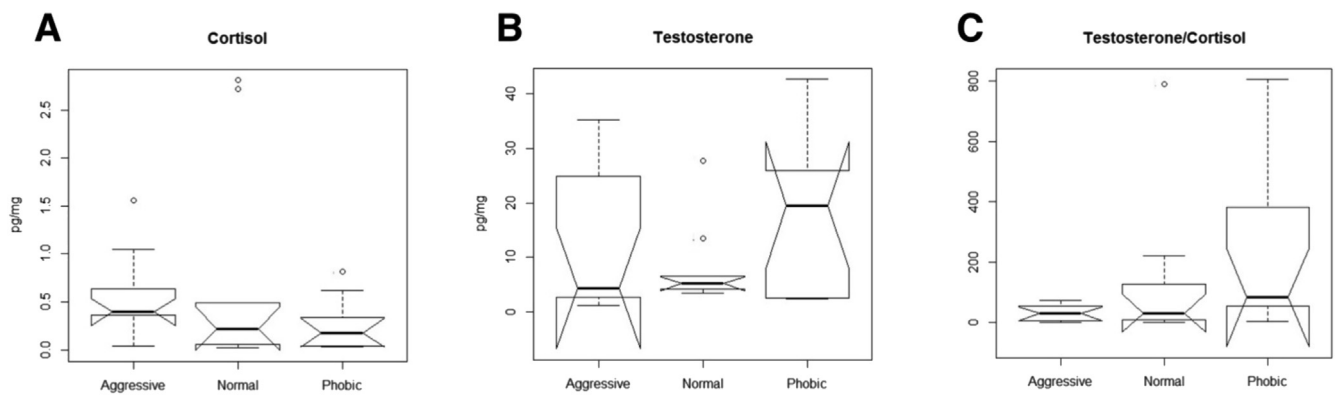 A
Cortisol
pg/mg
2.5
2.0
1.5
1.0
0.5
0.0
Aggressive Normal Phobic
B
Testosterone
pg/mg
40
30
20
10
0
Aggressive Normal Phobic
C
Testosterone/Cortisol
800
600
400
200
0
Aggressive Normal Phobic